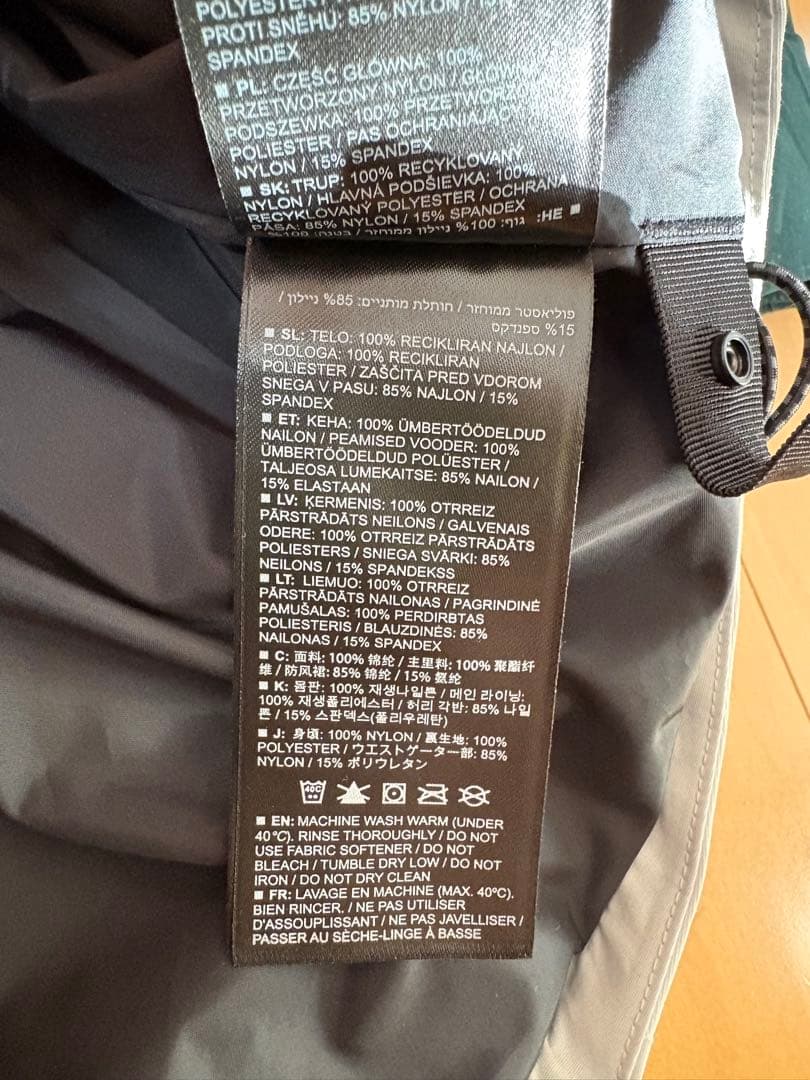 POLYESTER
PROTI SNĚHU: 85% NYLON / 15%
SPANDEX
■ PL: CZEŚĆ GŁÓWNA: 100%
PRZETWORZONY NYLON / GŁÓW
PODSZEWKA: 100% PRZETWORZO
POLIESTER / PAS OCHRANIAJĄC
NYLON / 15% SPANDEX
■ SK: TRUP: 100% RECYKLOVANÝ
NYLON / HLAVNÁ PODŠIEVKA: 100%
RECYKLOVANÝ POLYESTER / OCHRANA
PÁSA: 85% NYLON / 15% SPANDEX
■ HE: גוף: 100% ניילון ממוחזר / בטנה: 100%
פוליאסטר ממוחזר / חותלת מותניים: 85% ניילון /
15% ספנדקס
■ SL: TELO: 100% RECIKLIRAN NAJLON /
PODLOGA: 100% RECIKLIRAN
POLIESTER / ZAŠČITA PRED VDOROM
SNEGA V PASU: 85% NAJLON / 15%
SPANDEX
■ ET: KEHA: 100% ÜMBERTÖÖDELDUD
NAILON / PEAMISED VOODER: 100%
ÜMBERTÖÖDELDUD POLÜESTER /
TALJEOSA LUMEKAITSE: 85% NAILON /
15% ELASTAAN
■ LV: ĶERMENIS: 100% OTRREIZ
PĀRSTRĀDĀTS NEILONS / GALVENAIS
ODERE: 100% OTRREIZ PĀRSTRĀDĀTS
POLIESTERS / SNIEGA SVĀRKI: 85%
NEILONS / 15% SPANDEKSS
■ LT: LIEMUO: 100% OTRREIZ
PĀRSTRĀDĀTS NAILONAS / PAGRINDINĖ
PAMUŠALAS: 100% PERDIRBTAS
POLIESTERIS / BLAUZDINĖS: 85%
NAILONAS / 15% SPANDEX
■ C: 面料: 100% 锦纶 / 主里料: 100% 聚酯纤
维 / 防风裙: 85% 锦纶 / 15% 氨纶
■ K: 몸판: 100% 재생나일론 / 메인 라이닝:
100% 재생폴리에스터 / 허리 각반: 85% 나일
론 / 15% 스판덱스(폴리우레탄)
■ J: 身頃: 100% NYLON / 裏生地: 100%
POLYESTER / ウエストゲーター部: 85%
NYLON / 15% ポリウレタン
40C
■ EN: MACHINE WASH WARM (UNDER
40°C). RINSE THOROUGHLY / DO NOT
USE FABRIC SOFTENER / DO NOT
BLEACH / TUMBLE DRY LOW / DO NOT
IRON / DO NOT DRY CLEAN
■ FR: LAVAGE EN MACHINE (MAX. 40°C).
BIEN RINCER. / NE PAS UTILISER
D'ASSOUPLISSANT / NE PAS JAVELLISER /
PASSER AU SÈCHE-LINGE À BASSE